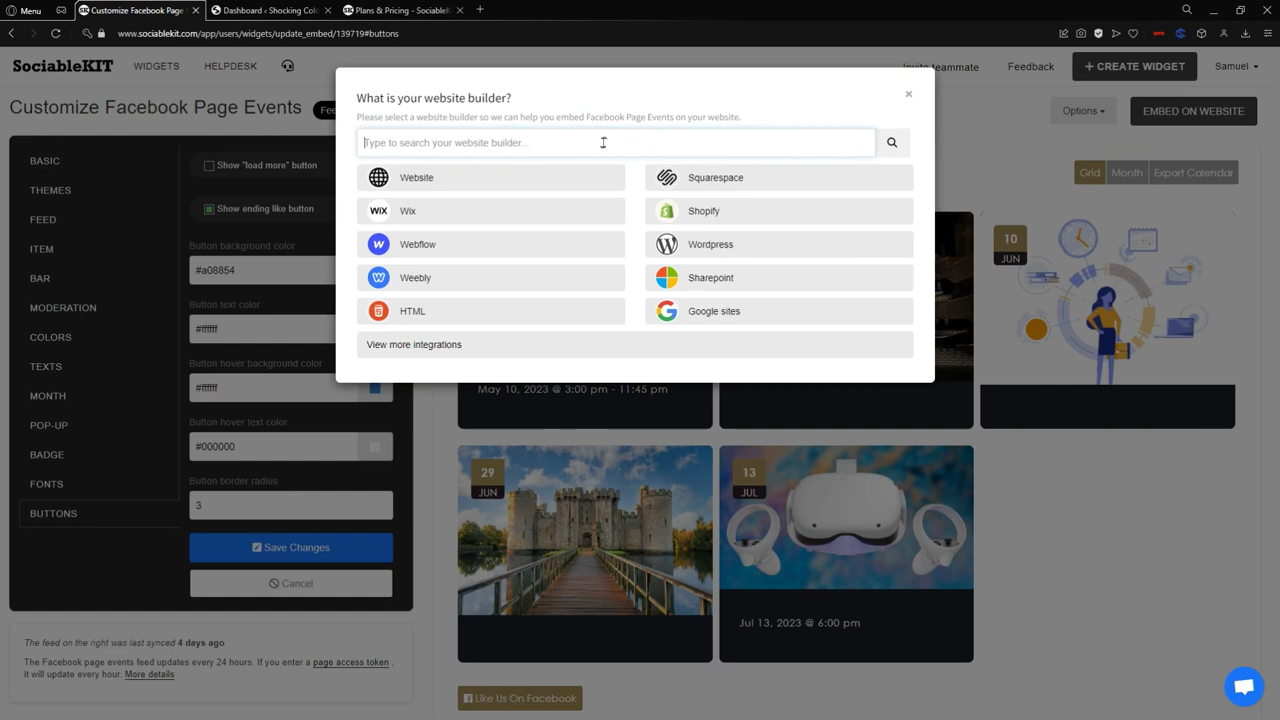 Menu
Customize Facebook Page
Dashboard ‹ Shocking Colo
Plans & Pricing - SociableK
www.sociablekit.com/app/users/widgets/update_embed/139719#buttons
SociableKIT
WIDGETS
HELPDESK
Invite teammate
Feedback
CREATE WIDGET
Samuel
Customize Facebook Page Events
Options
EMBED ON WEBSITE
What is your website builder?
Please select a website builder so we can help you embed Facebook Page Events on your website.
Type to search your website builder...
Website
Squarespace
WiX Wix
Shopify
Webflow
Wordpress
Weebly
Sharepoint
HTML
Google sites
View more integrations
BASIC
THEMES
FEED
ITEM
BAR
MODERATION
COLORS
TEXTS
MONTH
POP-UP
BADGE
FONTS
BUTTONS
Show "load more" button
Show ending like button
Button background color
#a08854
Button text color
#ffffff
Button hover background color
#ffffff
Button hover text color
#000000
Button border radius
3
Save Changes
Cancel
Grid
Month
Export Calendar
10
JUN
May 10, 2023 @ 3:00 pm - 11:45 pm
29
JUN
13
JUL
Jul 13, 2023 @ 6:00 pm
The feed on the right was last synced 4 days ago
The Facebook page events feed updates every 24 hours. If you enter a page access token ,
it will update every hour. More details .
Like Us On Facebook